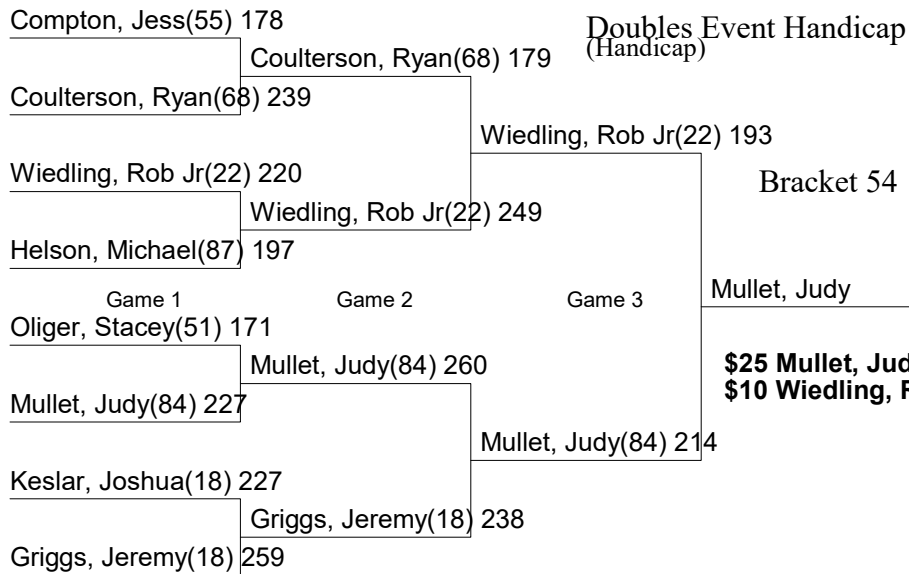 Compton, Jess(55) 178
Doubles Event Handicap
(Handicap)
Coulterson, Ryan(68) 179
Coulterson, Ryan(68) 239
Wiedling, Rob Jr(22) 193
Wiedling, Rob Jr(22) 220
Bracket 54
Wiedling, Rob Jr(22) 249
Helson, Michael(87) 197
Game 1 Game 2 Game 3
Mullet, Judy
Oliger, Stacey(51) 171
Mullet, Judy(84) 260
$25 Mullet, Jud
$10 Wiedling, R
Mullet, Judy(84) 227
Mullet, Judy(84) 214
Keslar, Joshua(18) 227
Griggs, Jeremy(18) 238
Griggs, Jeremy(18) 259